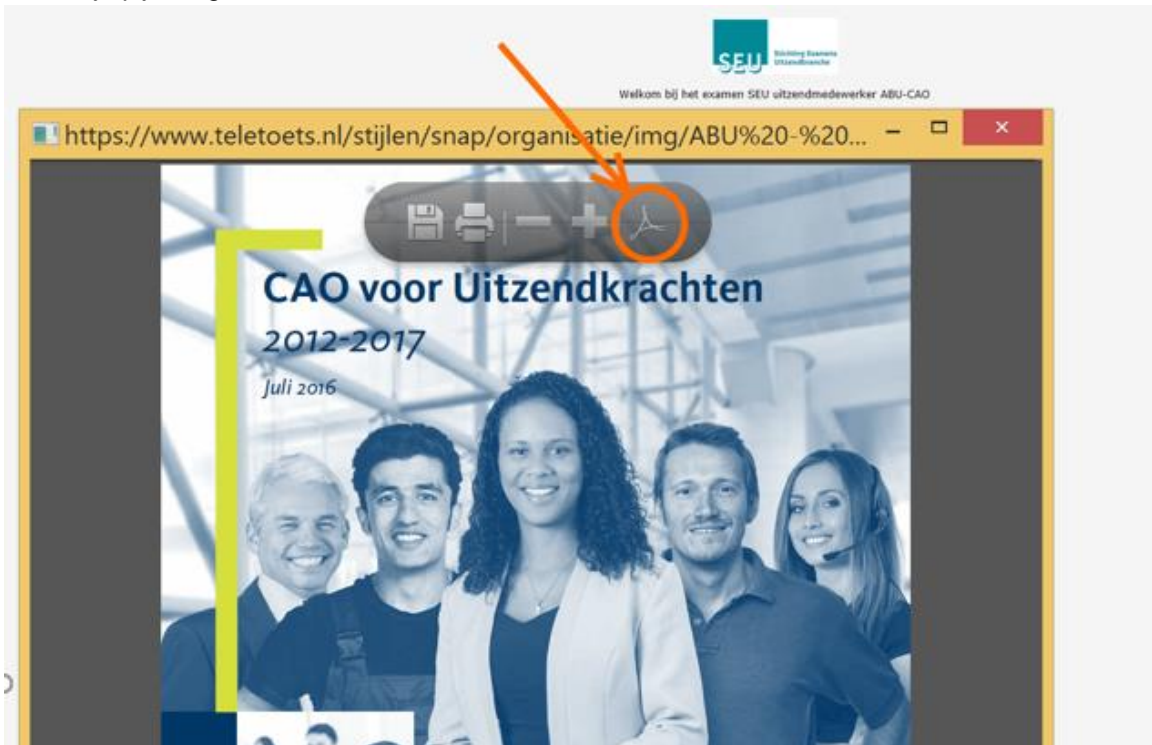 SEU Stichting Examens
Uitzendbranche
Welkom bij het examen SEU uitzendmedewerker ABU-CAO
https://www.teletoets.nl/stijlen/snap/organisatie/img/ABU%20-%20...
CAO voor Uitzendkrachten
2012-2017
Juli 2016